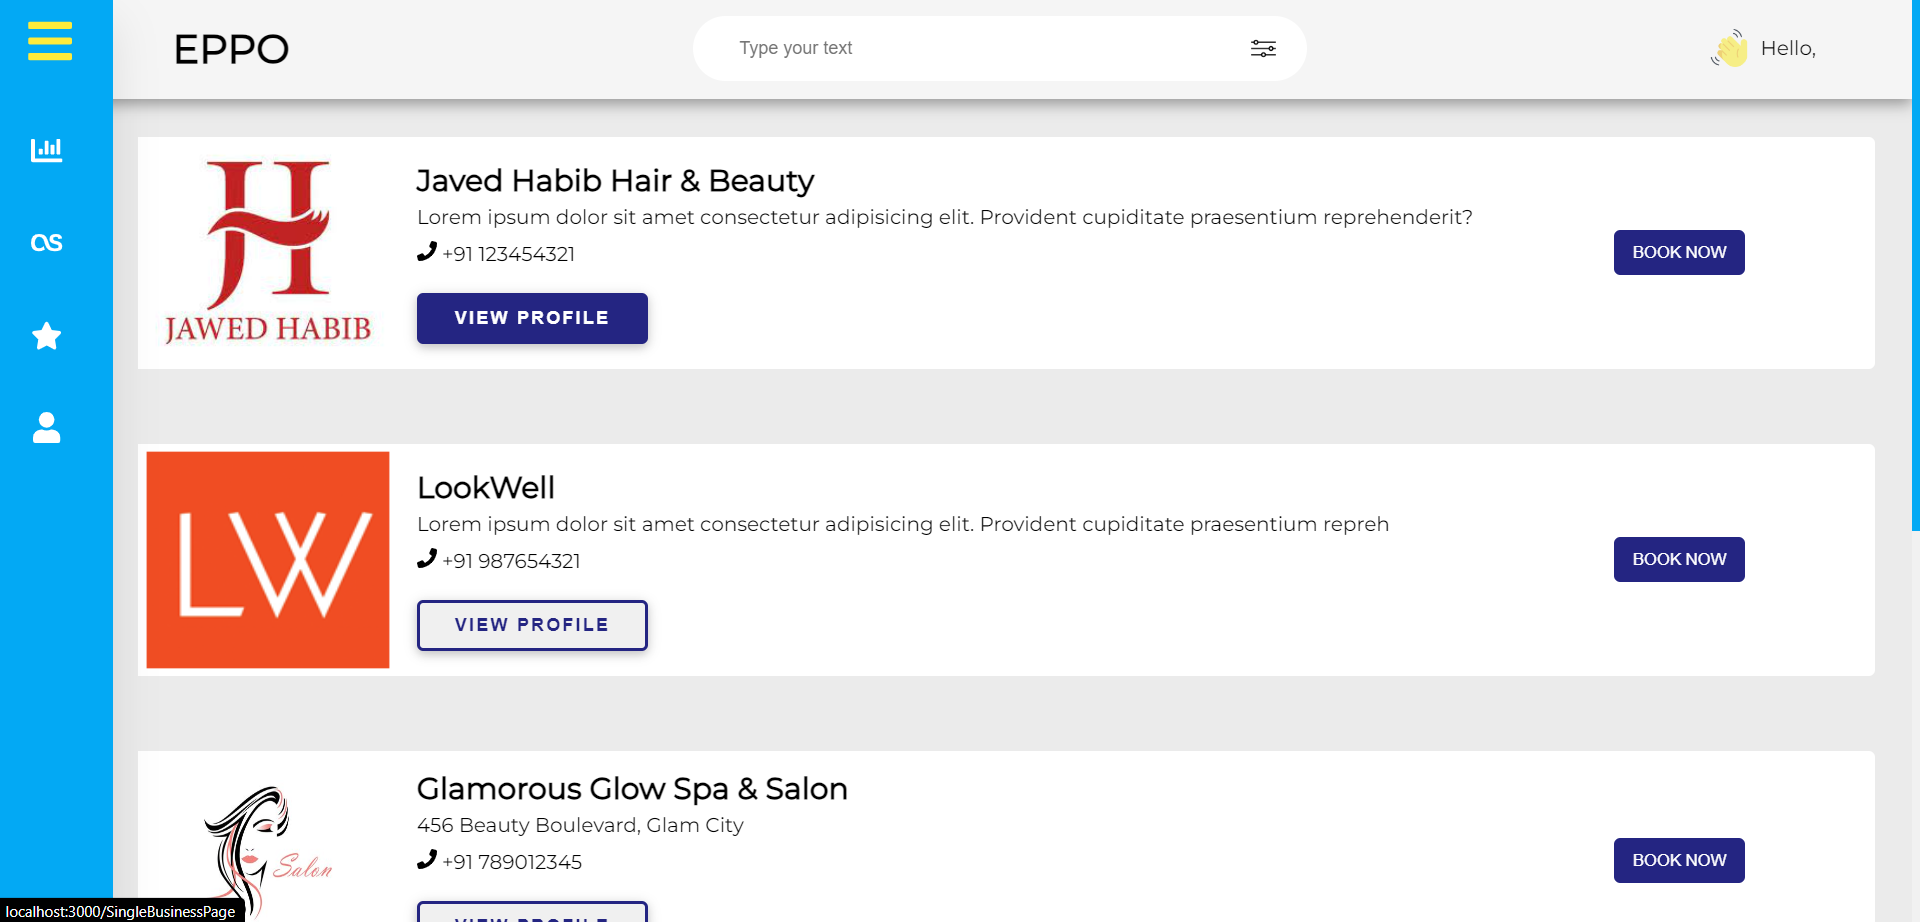 EPPO
Type your text
Hello,
JAWED HABIB
Javed Habib Hair & Beauty
Lorem ipsum dolor sit amet consectetur adipisicing elit. Provident cupiditate praesentium reprehenderit?
+91 123454321
VIEW PROFILE
BOOK NOW
LW
LookWell
Lorem ipsum dolor sit amet consectetur adipisicing elit. Provident cupiditate praesentium repreh
+91 987654321
VIEW PROFILE
BOOK NOW
Salon
Glamorous Glow Spa & Salon
456 Beauty Boulevard, Glam City
+91 789012345
VIEW PROFILE
BOOK NOW
localhost:3000/SingleBusinessPage